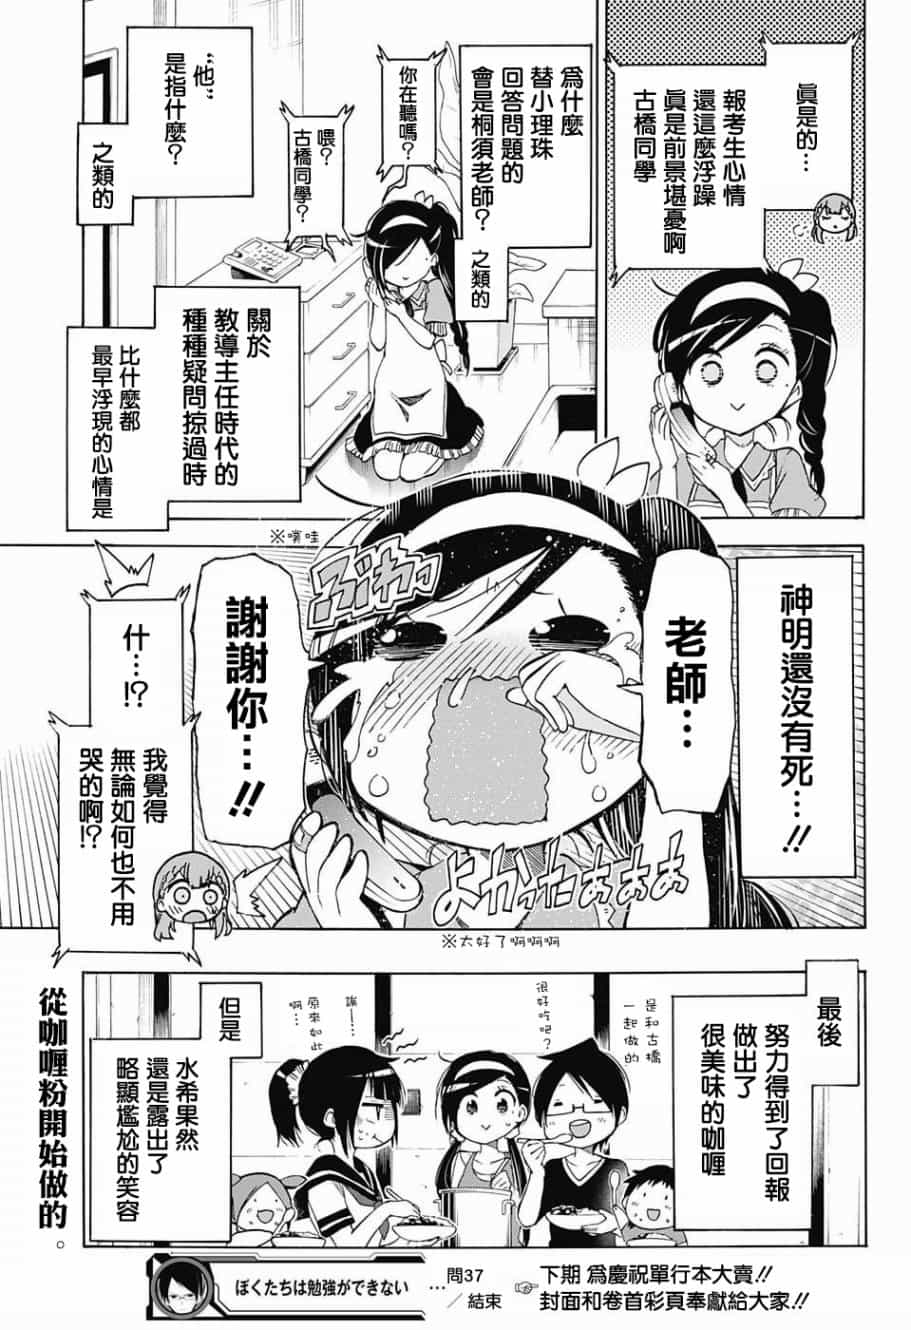 真是的…
報考生心情
還這麼浮躁
眞是前景堪憂啊
古橋同學
為什麼
替小理珠
回答問題的
會是桐須老師？
之類的
你在聽嗎？
喂？
古橋同學？
“他”
是指什麼？
之類的
關於
教導主任時代的
種種疑問掠過時
比什麼都
最早浮現的心情是
神明還沒有死…!!
老師…
謝謝你…!!
※噴哇
ぶわっ
よかったぁぁぁ
※太好了啊啊啊
什…!?
我覺得
無論如何也不用
哭的啊!?
最後
努力得到了回報
做出了
很美味的咖喱
是和古橋
一起做的
很好吃吧？
誒——…
原來如此
啊…
但是
水希果然
還是露出了
略顯尷尬的笑容
從咖喱粉開始做的。
ぼくたちは勉強ができない
…
問37
／結束
☞下期 為慶祝單行本大賣!!
封面和卷首彩頁奉獻給大家!!